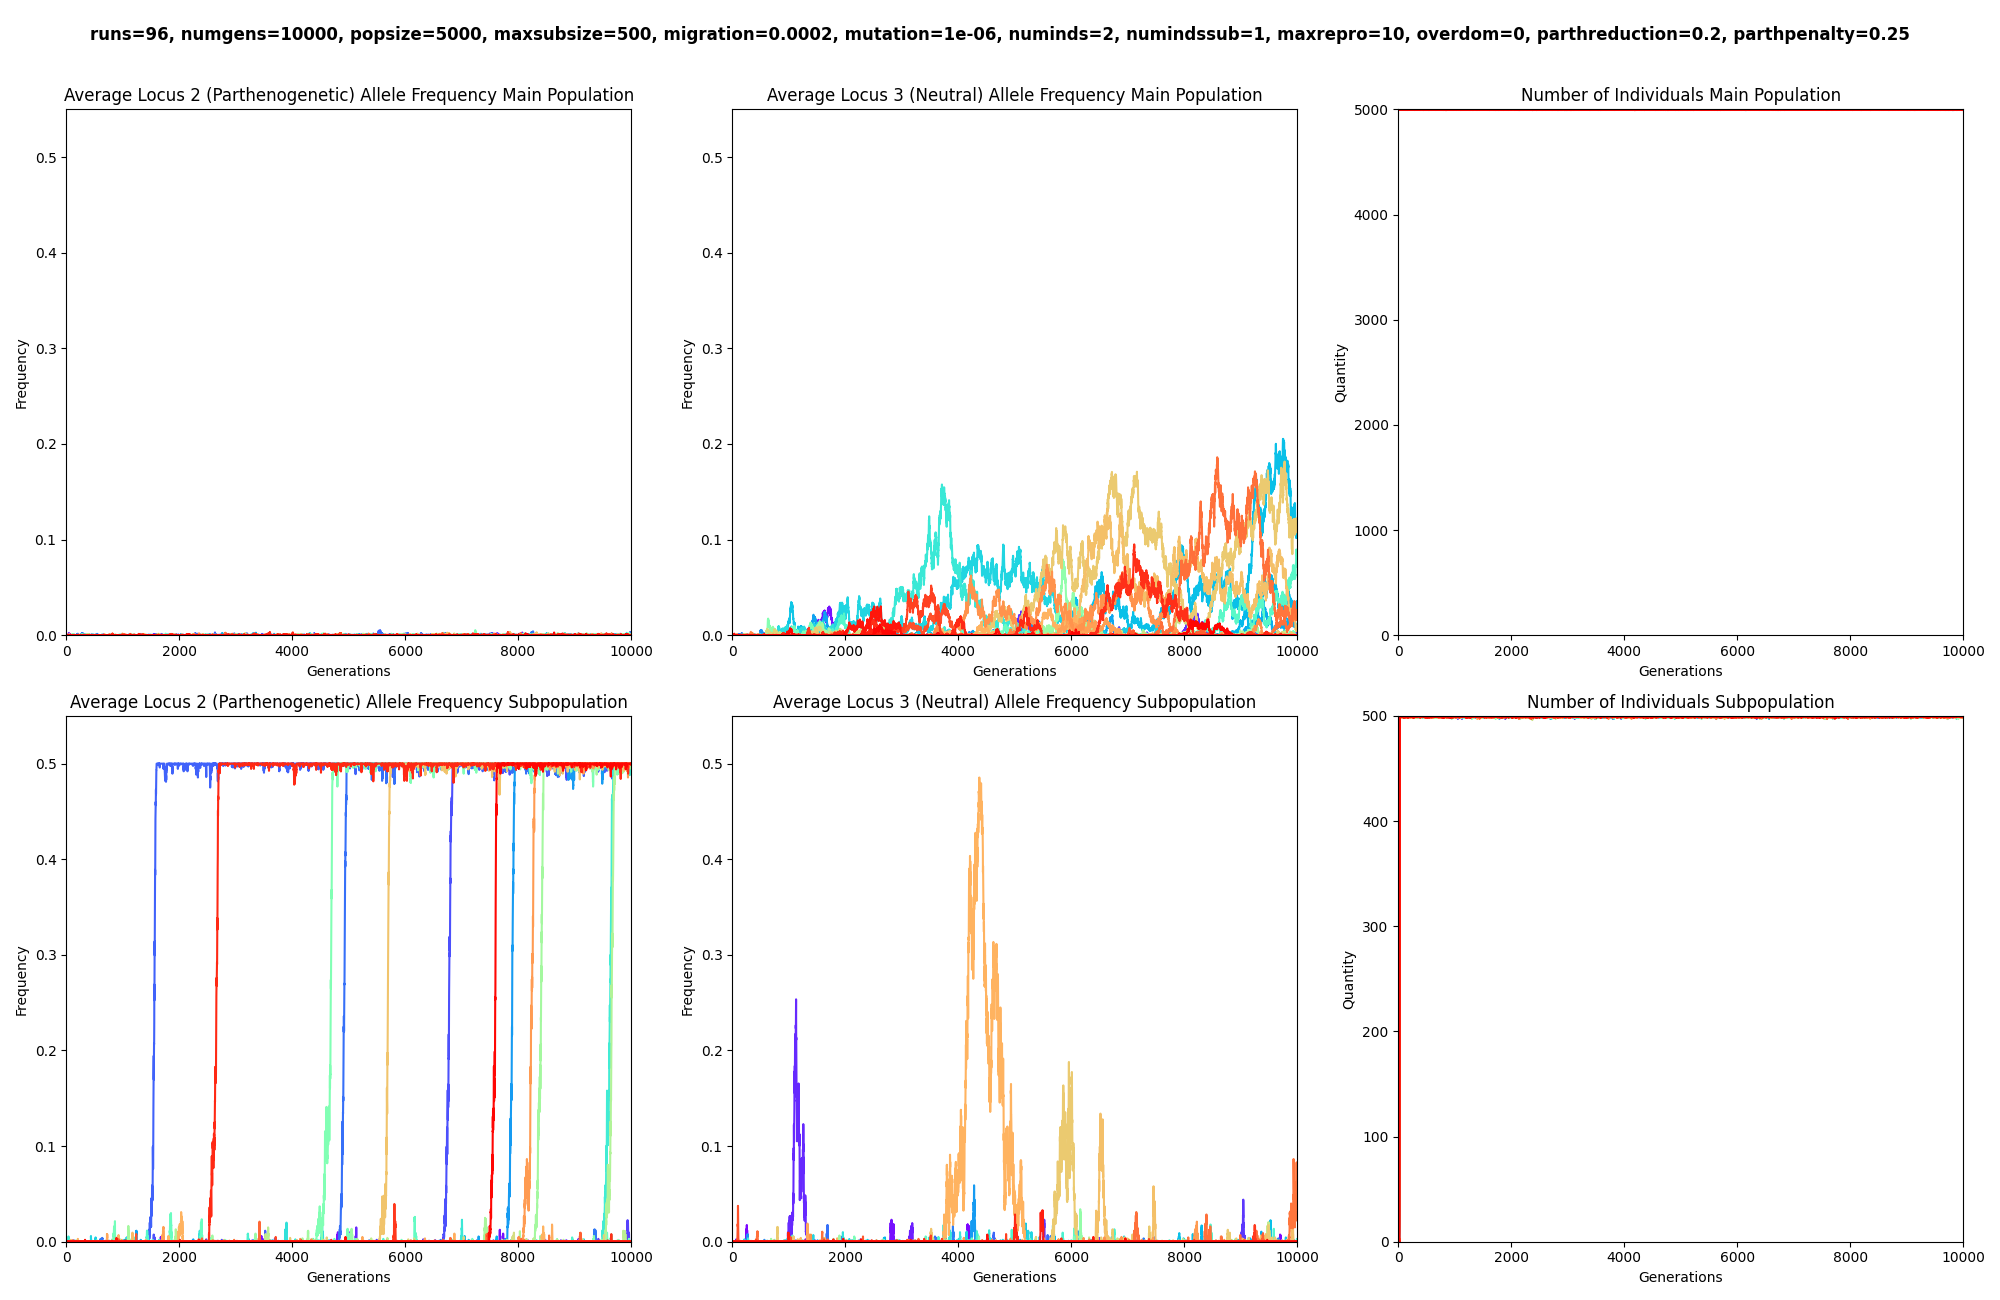 runs=96, numgens=10000, popsize=5000, maxsubsize=500, migration=0.0002, mutation=1e-06, numinds=2, numindssub=1, maxrepro=10, overdom=0, parthreduction=0.2, parthpenalty=0.25
Average Locus 2 (Parthenogenetic) Allele Frequency Main Population
Frequency
0.5
0.4
0.3
0.2
0.1
0.0
0 2000 4000 6000 8000 10000
Generations
Average Locus 3 (Neutral) Allele Frequency Main Population
Frequency
0.5
0.4
0.3
0.2
0.1
0.0
0 2000 4000 6000 8000 10000
Generations
Number of Individuals Main Population
Quantity
5000
4000
3000
2000
1000
0
0 2000 4000 6000 8000 10000
Generations
Average Locus 2 (Parthenogenetic) Allele Frequency Subpopulation
Frequency
0.5
0.4
0.3
0.2
0.1
0.0
0 2000 4000 6000 8000 10000
Generations
Average Locus 3 (Neutral) Allele Frequency Subpopulation
Frequency
0.5
0.4
0.3
0.2
0.1
0.0
0 2000 4000 6000 8000 10000
Generations
Number of Individuals Subpopulation
Quantity
500
400
300
200
100
0
0 2000 4000 6000 8000 10000
Generations